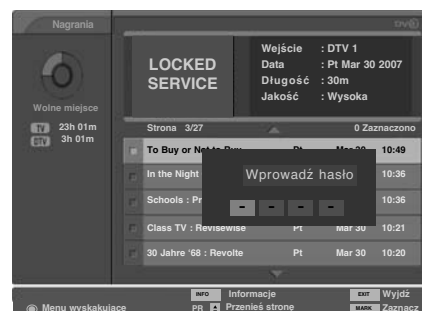 Nagrania
DVR
LOCKED SERVICE
Wejście : DTV 1
Data : Pt Mar 30 2007
Długość : 30m
Jakość : Wysoka
Wolne miejsce
TV 23h 01m
DTV 3h 01m
Strona 3/27 0 Zaznaczono
To Buy or Not to Buy Pt Mar 30 10:49
In the Night 10:36
Schools : Pr 10:36
Wprowadź hasło
- - - -
Class TV : Revisewise Pt Mar 30 10:21
30 Jahre '68 : Revolte Pt Mar 30 10:20
INFO Informacje EXIT Wyjdź
Menu wyskakujące PR Przenieś stronę MARK Zaznacz